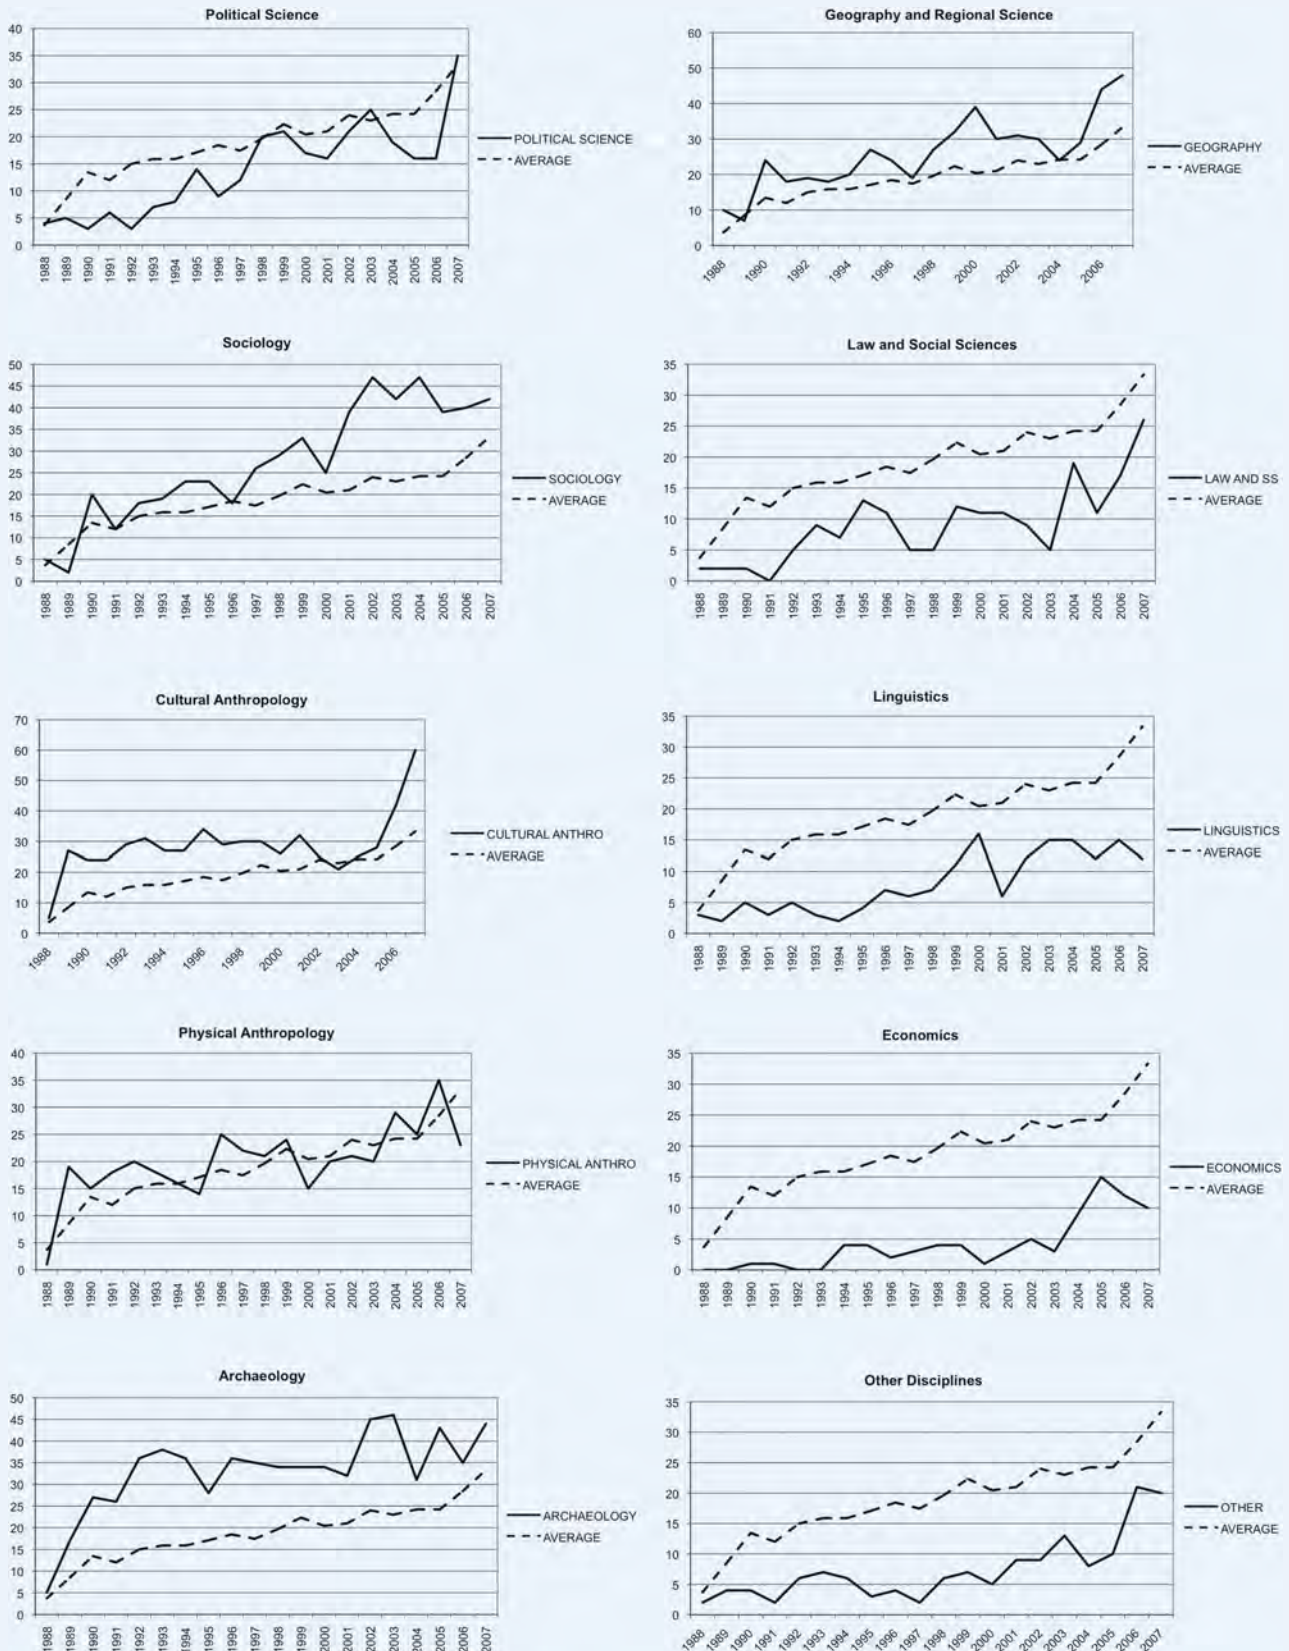 Political Science
40
35
30
25
20
15
10
5
0
1988 1989 1990 1991 1992 1993 1994 1995 1996 1997 1998 1999 2000 2001 2002 2003 2004 2005 2006 2007
POLITICAL SCIENCE
AVERAGE
Geography and Regional Science
60
50
40
30
20
10
0
1988 1990 1992 1994 1996 1998 2000 2002 2004 2006
GEOGRAPHY
AVERAGE
Sociology
50
45
40
35
30
25
20
15
10
5
0
1988 1989 1990 1991 1992 1993 1994 1995 1996 1997 1998 1999 2000 2001 2002 2003 2004 2005 2006 2007
SOCIOLOGY
AVERAGE
Law and Social Sciences
35
30
25
20
15
10
5
0
1988 1989 1990 1991 1992 1993 1994 1995 1996 1997 1998 1999 2000 2001 2002 2003 2004 2005 2006 2007
LAW AND SS
AVERAGE
Cultural Anthropology
70
60
50
40
30
20
10
0
1988 1990 1992 1994 1996 1998 2000 2002 2004 2006
CULTURAL ANTHRO
AVERAGE
Linguistics
35
30
25
20
15
10
5
0
1988 1989 1990 1991 1992 1993 1994 1995 1996 1997 1998 1999 2000 2001 2002 2003 2004 2005 2006 2007
LINGUISTICS
AVERAGE
Physical Anthropology
40
35
30
25
20
15
10
5
0
1988 1989 1990 1991 1992 1993 1994 1995 1996 1997 1998 1999 2000 2001 2002 2003 2004 2005 2006 2007
PHYSICAL ANTHRO
AVERAGE
Economics
35
30
25
20
15
10
5
0
1988 1989 1990 1991 1992 1993 1994 1995 1996 1997 1998 1999 2000 2001 2002 2003 2004 2005 2006 2007
ECONOMICS
AVERAGE
Archaeology
50
45
40
35
30
25
20
15
10
5
0
1988 1989 1990 1991 1992 1993 1994 1995 1996 1997 1998 1999 2000 2001 2002 2003 2004 2005 2006 2007
ARCHAEOLOGY
AVERAGE
Other Disciplines
35
30
25
20
15
10
5
0
1988 1989 1990 1991 1992 1993 1994 1995 1996 1997 1998 1999 2000 2001 2002 2003 2004 2005 2006 2007
OTHER
AVERAGE